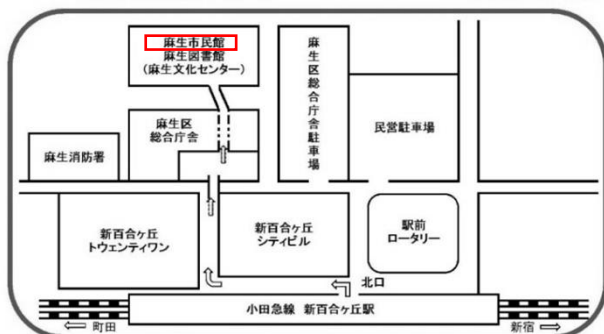 麻生市民館
麻生図書館
(麻生文化センター)
麻生区総合庁舎駐車場
民営駐車場
麻生区
総合庁舎
麻生消防署
新百合ヶ丘
トウェンティワン
新百合ヶ丘
シティビル
駅前
ロータリー
北口
小田急線 新百合ヶ丘駅
町田
新宿